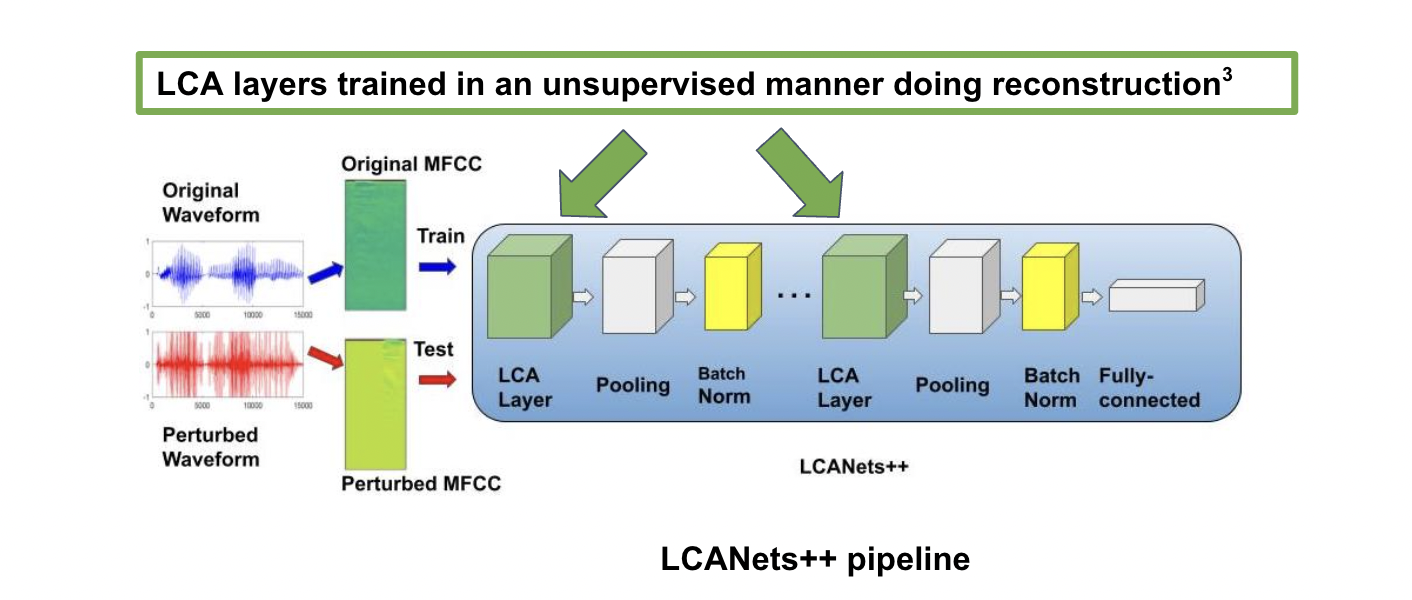 LCA layers trained in an unsupervised manner doing reconstruction3
Original MFCC
Original
Waveform
1
0
-1
0
5000
10000
15000
Train
Perturbed
Waveform
1
0
-1
0
5000
10000
15000
Test
Perturbed MFCC
...
LCA
Layer
Pooling
Batch
Norm
LCA
Layer
Pooling
Batch
Norm
Fully-
connected
LCANets++
LCANets++ pipeline